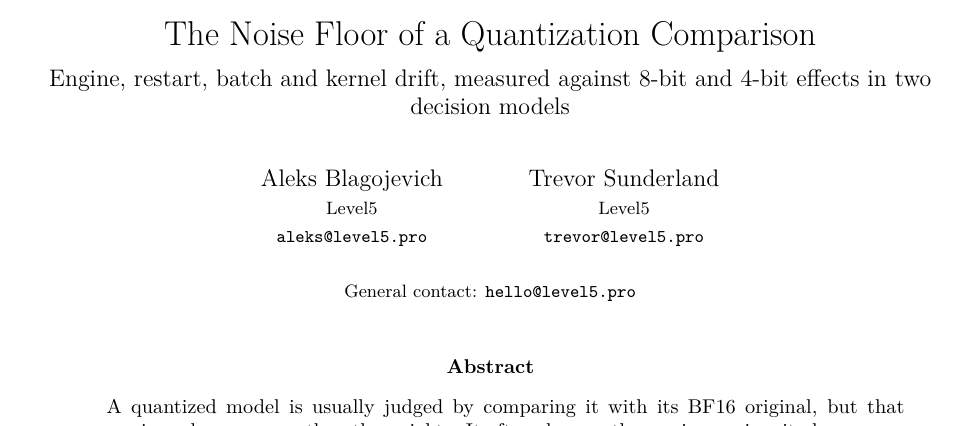 The Noise Floor of a Quantization Comparison
Engine, restart, batch and kernel drift, measured against 8-bit and 4-bit effects in two
decision models
Aleks Blagojevich
Level5
aleks@level5.pro
Trevor Sunderland
Level5
trevor@level5.pro
General contact: hello@level5.pro
Abstract
A quantized model is usually judged by comparing it with its BF16 original, but that